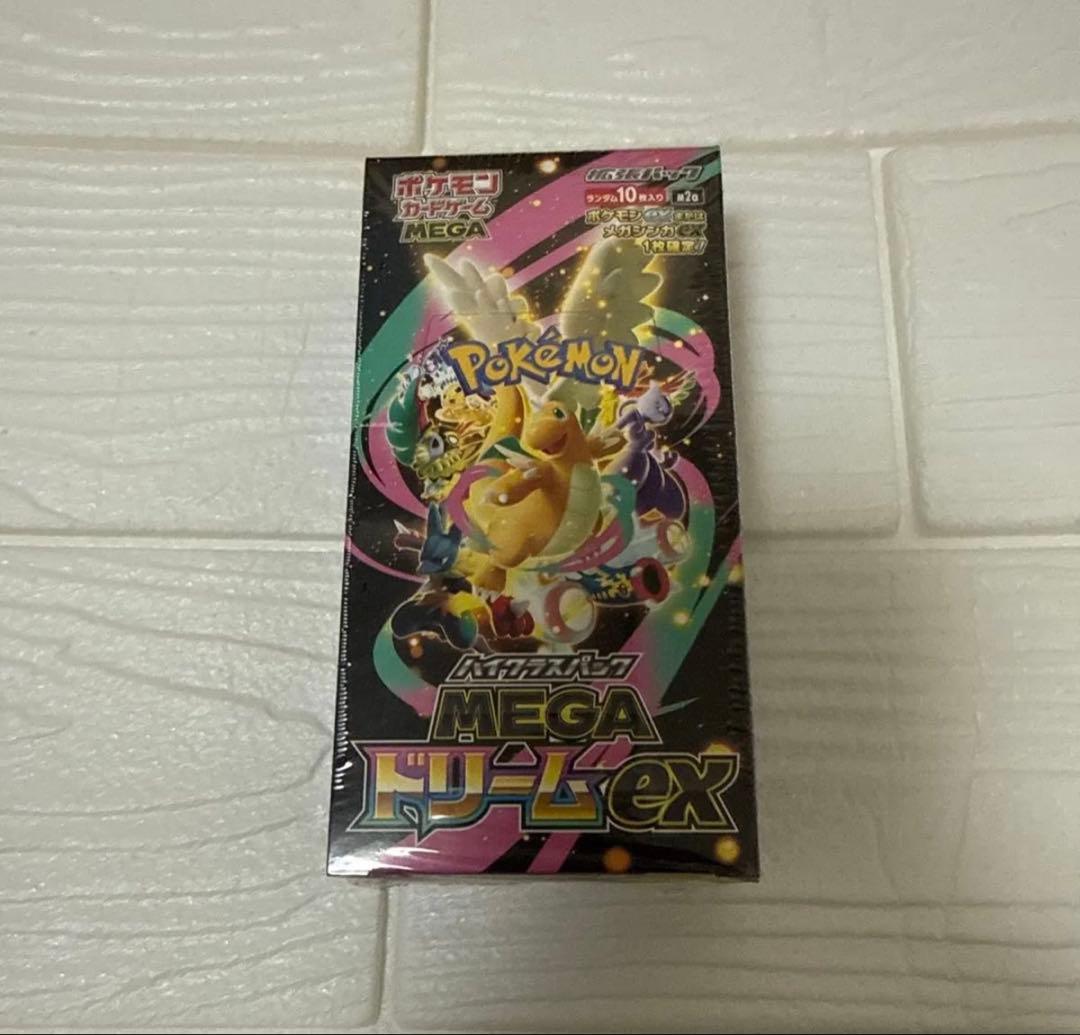 ポケモン
カードゲーム
MEGA
拡張パック
ランダム10枚入り M2a
ポケモンexまたは
メガシンカex
1枚確定!
POKéMON
ハイクラスパック
MEGA
ドリームex